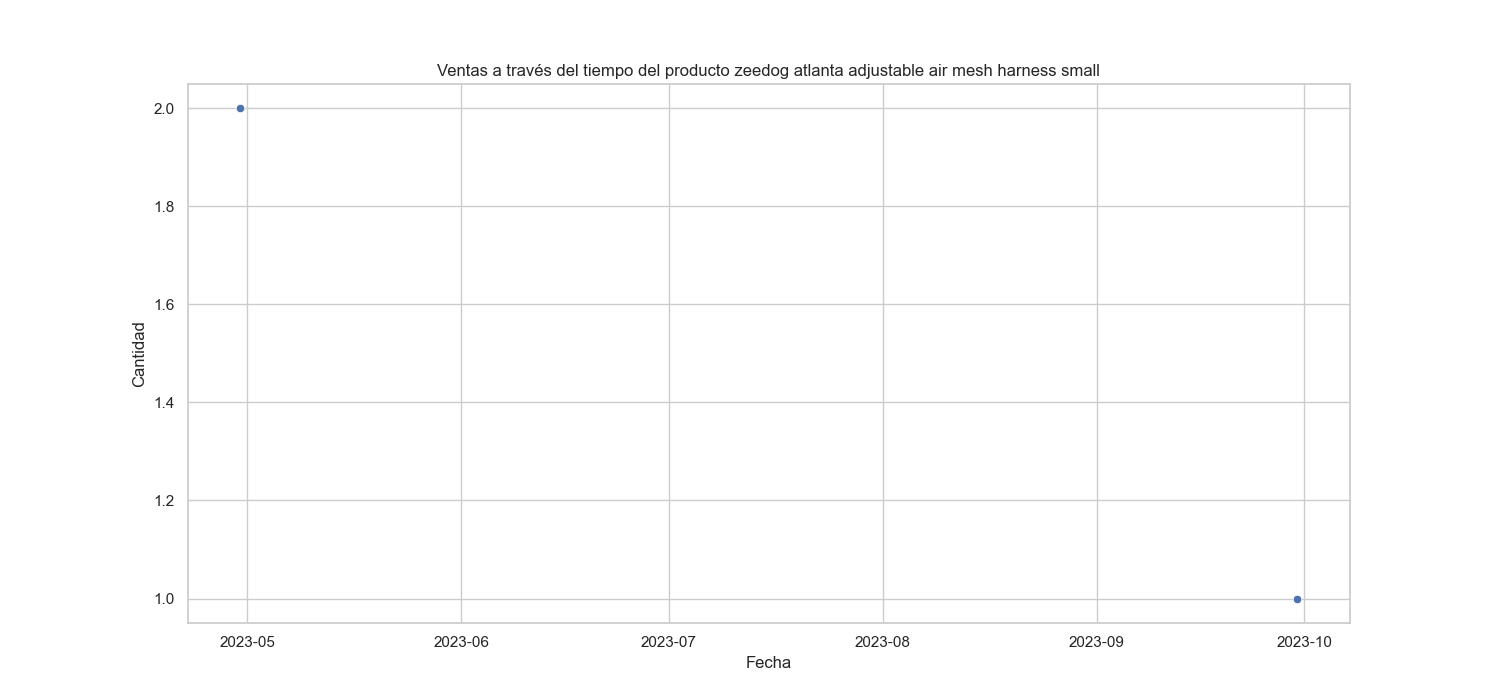 Ventas a través del tiempo del producto zeedog atlanta adjustable air mesh harness small
2.0
1.8
1.6
1.4
1.2
1.0
Cantidad
2023-05 2023-06 2023-07 2023-08 2023-09 2023-10
Fecha